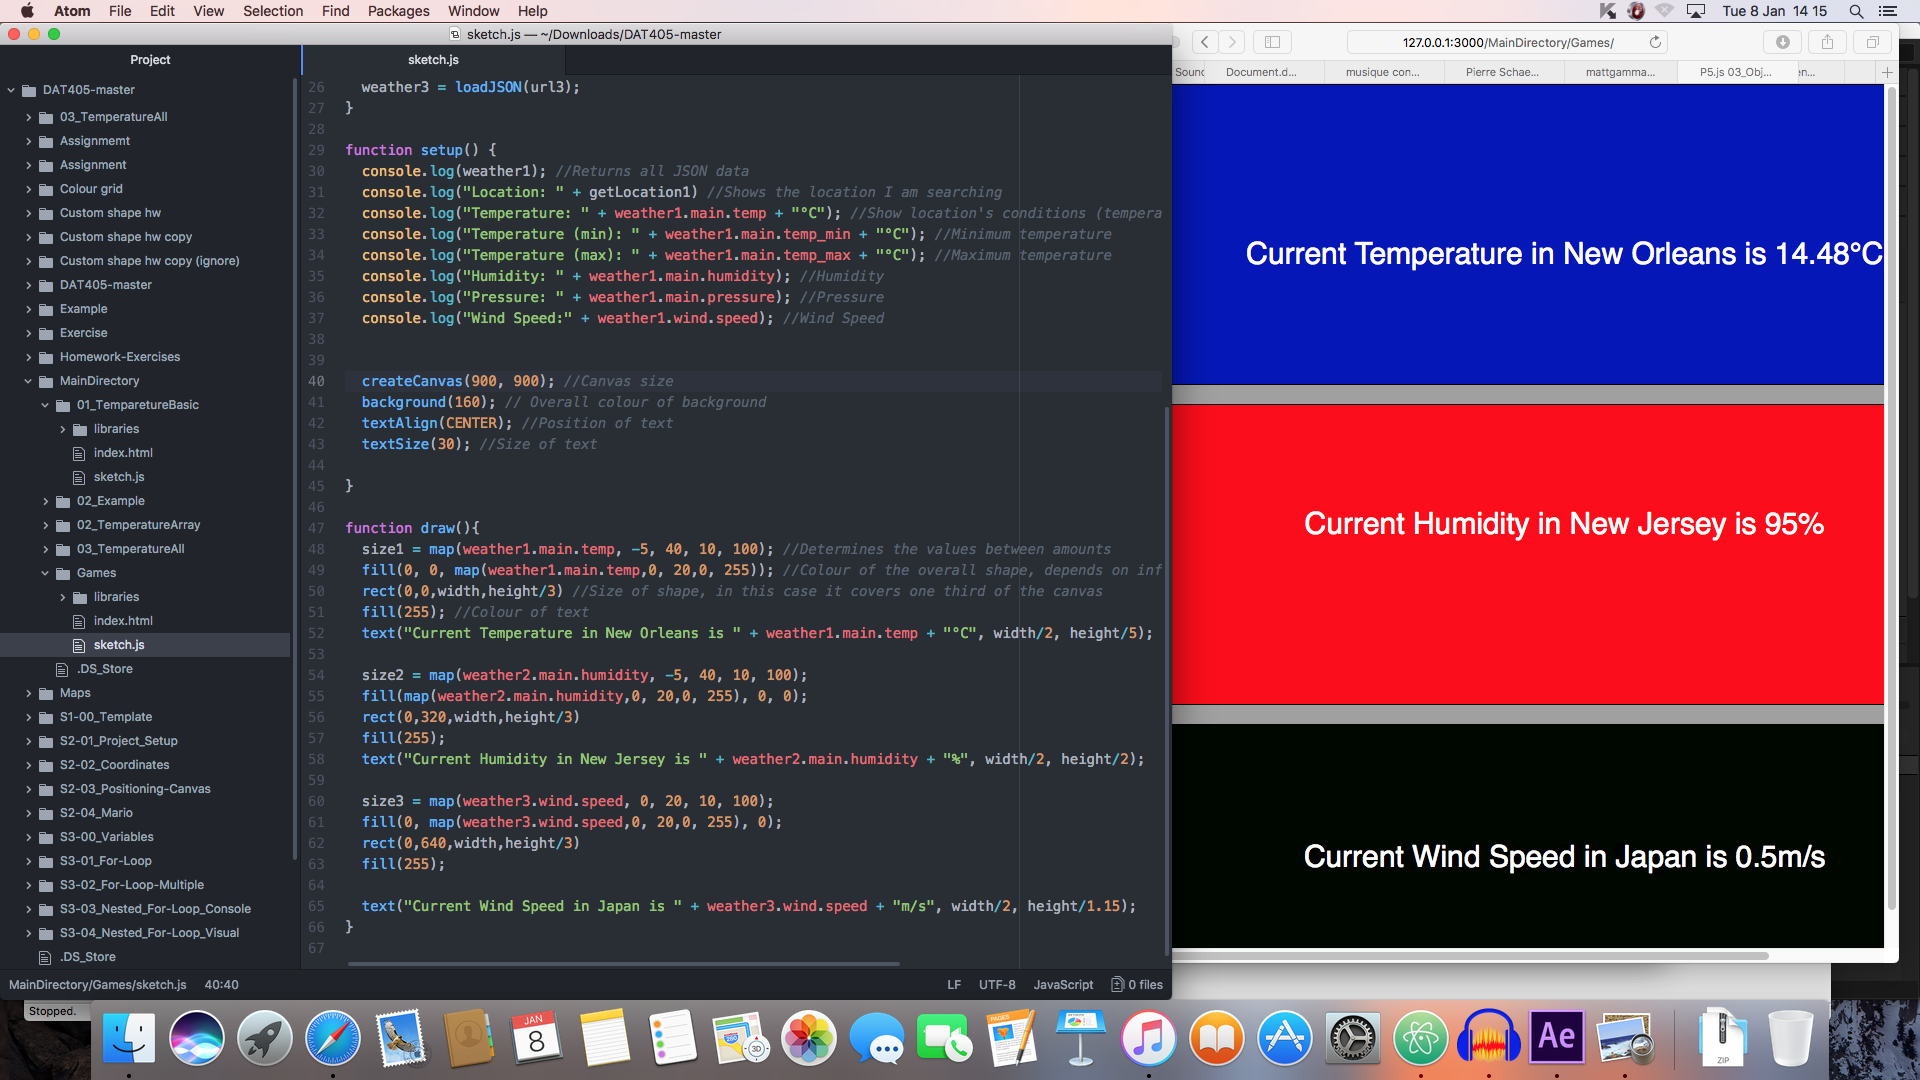 Atom File Edit View Selection Find Packages Window Help
Tue 8 Jan 14 15
sketch.js — ~/Downloads/DAT405-master
Project
DAT405-master
03_TemperatureAll
Assignmemt
Assignment
Colour grid
Custom shape hw
Custom shape hw copy
Custom shape hw copy (ignore)
DAT405-master
Example
Exercise
Homework-Exercises
MainDirectory
01_TemparetureBasic
libraries
index.html
sketch.js
02_Example
02_TemperatureArray
03_TemperatureAll
Games
libraries
index.html
sketch.js
.DS_Store
Maps
S1-00_Template
S2-01_Project_Setup
S2-02_Coordinates
S2-03_Positioning-Canvas
S2-04_Mario
S3-00_Variables
S3-01_For-Loop
S3-02_For-Loop-Multiple
S3-03_Nested_For-Loop_Console
S3-04_Nested_For-Loop_Visual
.DS_Store
sketch.js
26 weather3 = loadJSON(url3);
27 }
28
29 function setup() {
30 console.log(weather1); //Returns all JSON data
31 console.log("Location: " + getLocation1) //Shows the location I am searching
32 console.log("Temperature: " + weather1.main.temp + "°C"); //Show location's conditions (tempera
33 console.log("Temperature (min): " + weather1.main.temp_min + "°C"); //Minimum temperature
34 console.log("Temperature (max): " + weather1.main.temp_max + "°C"); //Maximum temperature
35 console.log("Humidity: " + weather1.main.humidity); //Humidity
36 console.log("Pressure: " + weather1.main.pressure); //Pressure
37 console.log("Wind Speed:" + weather1.wind.speed); //Wind Speed
38
39
40 createCanvas(900, 900); //Canvas size
41 background(160); // Overall colour of background
42 textAlign(CENTER); //Position of text
43 textSize(30); //Size of text
44
45 }
46
47 function draw(){
48 size1 = map(weather1.main.temp, -5, 40, 10, 100); //Determines the values between amounts
49 fill(0, 0, map(weather1.main.temp,0, 20,0, 255)); //Colour of the overall shape, depends on inf
50 rect(0,0,width,height/3) //Size of shape, in this case it covers one third of the canvas
51 fill(255); //Colour of text
52 text("Current Temperature in New Orleans is " + weather1.main.temp + "°C", width/2, height/5);
53
54 size2 = map(weather2.main.humidity, -5, 40, 10, 100);
55 fill(map(weather2.main.humidity,0, 20,0, 255), 0, 0);
56 rect(0,320,width,height/3)
57 fill(255);
58 text("Current Humidity in New Jersey is " + weather2.main.humidity + "%", width/2, height/2);
59
60 size3 = map(weather3.wind.speed, 0, 20, 10, 100);
61 fill(0, map(weather3.wind.speed,0, 20,0, 255), 0);
62 rect(0,640,width,height/3)
63 fill(255);
64
65 text("Current Wind Speed in Japan is " + weather3.wind.speed + "m/s", width/2, height/1.15);
66 }
67
MainDirectory/Games/sketch.js 40:40
LF UTF-8 JavaScript 0 files
127.0.0.1:3000/MainDirectory/Games/
Sounc Document.d... musique con... Pierre Schae... mattgamma... P5.js 03_Obj... en...
Current Temperature in New Orleans is 14.48°C
Current Humidity in New Jersey is 95%
Current Wind Speed in Japan is 0.5m/s
Stopped.
JAN
8
280
3D
PAGES
Ae
ZIP